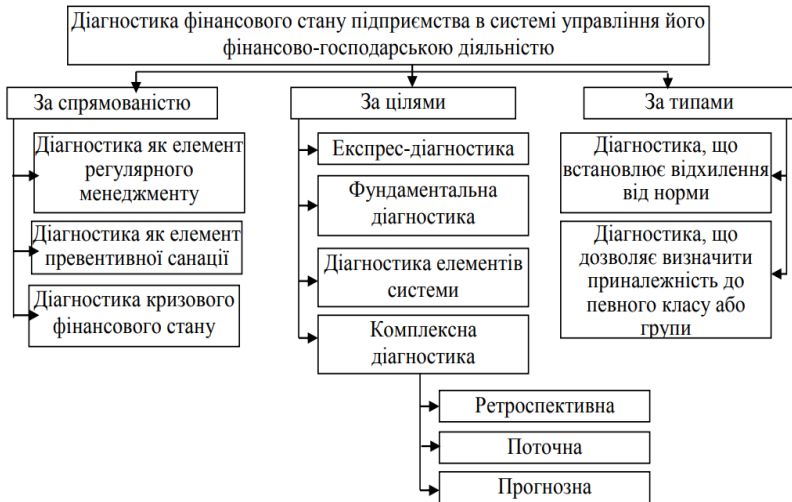 Діагностика фінансового стану підприємства в системі управління його
фінансово-господарською діяльністю
За спрямованістю
Діагностика як елемент
регулярного
менеджменту
Діагностика як елемент
превентивної санації
Діагностика кризового
фінансового стану
За цілями
Експрес-діагностика
Фундаментальна
діагностика
Діагностика елементів
системи
Комплексна
діагностика
Ретроспективна
Поточна
Прогнозна
За типами
Діагностика, що
встановлює відхилення
від норми
Діагностика, що
дозволяє визначити
приналежність до
певного класу або
групи